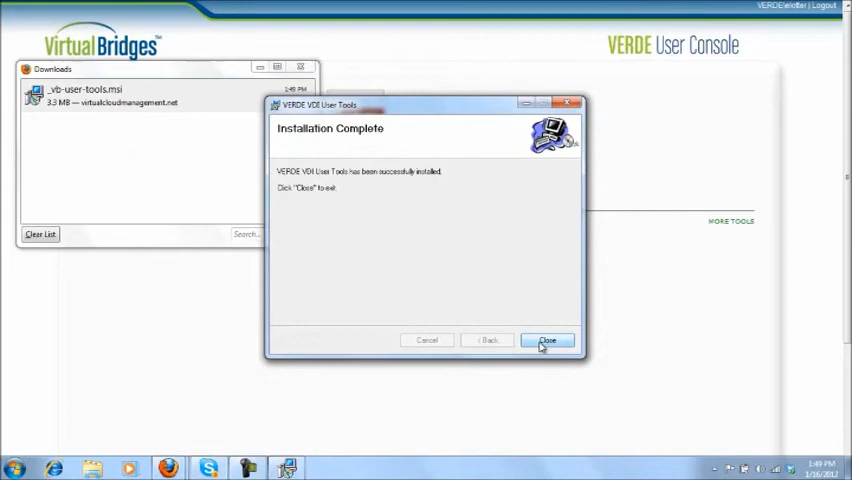 VERDE\elotter | Logout
VirtualBridges™
VERDE User Console
Downloads
_vb-user-tools.msi
1:49 PM
3.3 MB — virtualcloudmanagement.net
VERDE VDI User Tools
Installation Complete
VERDE VDI User Tools has been successfully installed.
Click "Close" to exit.
MORE TOOLS
Clear List
Search...
Cancel
< Back
Close
1:49 PM
1/16/2012